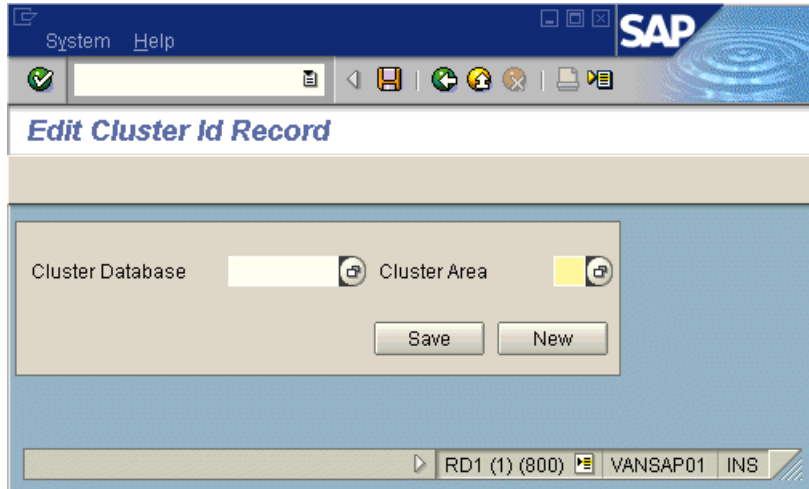 System Help
SAP
Edit Cluster Id Record
Cluster Database Cluster Area
Save New
RD1 (1) (800) VANSAP01 INS